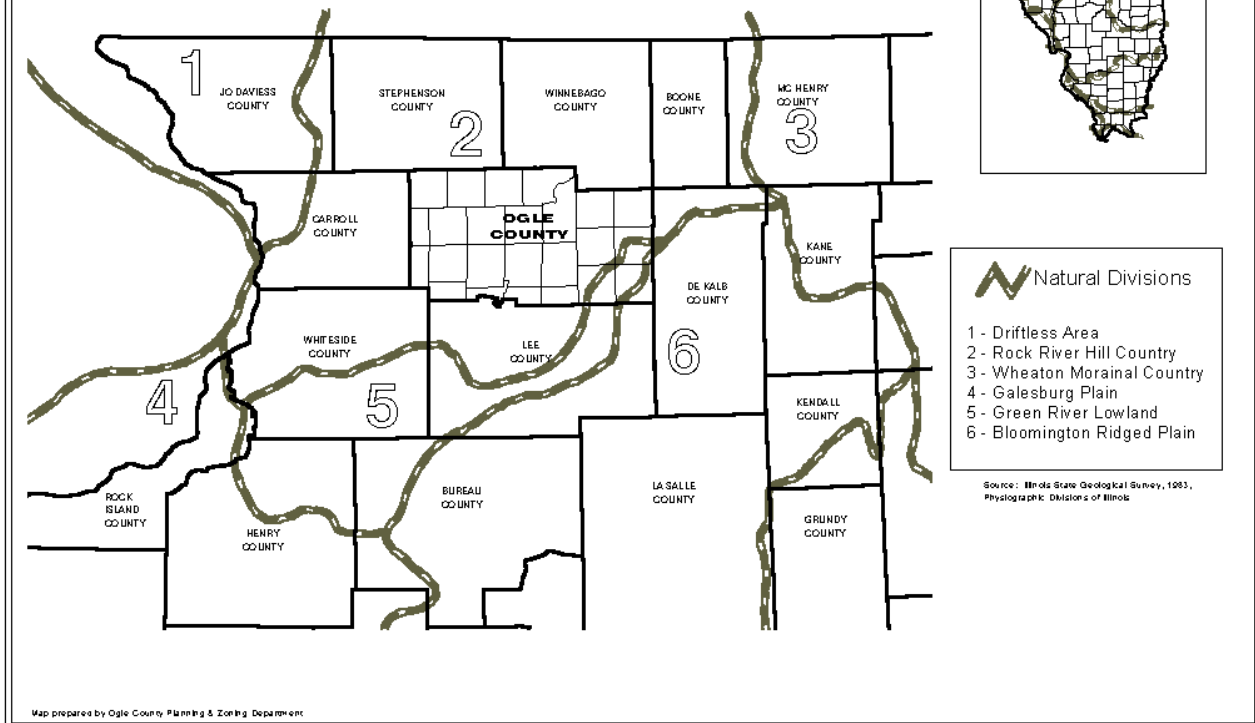 1
JO DAVIESS
COUNTY
STEPHENSON
COUNTY
2
WINNEBAGO
COUNTY
BOONE
COUNTY
MC HENRY
COUNTY
3
CARROLL
COUNTY
OGLE
COUNTY
KANE
COUNTY
DE KALB
COUNTY
WHITESIDE
COUNTY
LEE
COUNTY
6
4
5
KENDALL
COUNTY
ROCK
ISLAND
COUNTY
HENRY
COUNTY
BUREAU
COUNTY
LA SALLE
COUNTY
GRUNDY
COUNTY
Natural Divisions
1 - Driftless Area
2 - Rock River Hill Country
3 - Wheaton Morainal Country
4 - Galesburg Plain
5 - Green River Lowland
6 - Bloomington Ridged Plain
Source: Illinois State Geological Survey, 1983,
Physiographic Divisions of Illinois
Map prepared by Ogle County Planning & Zoning Department